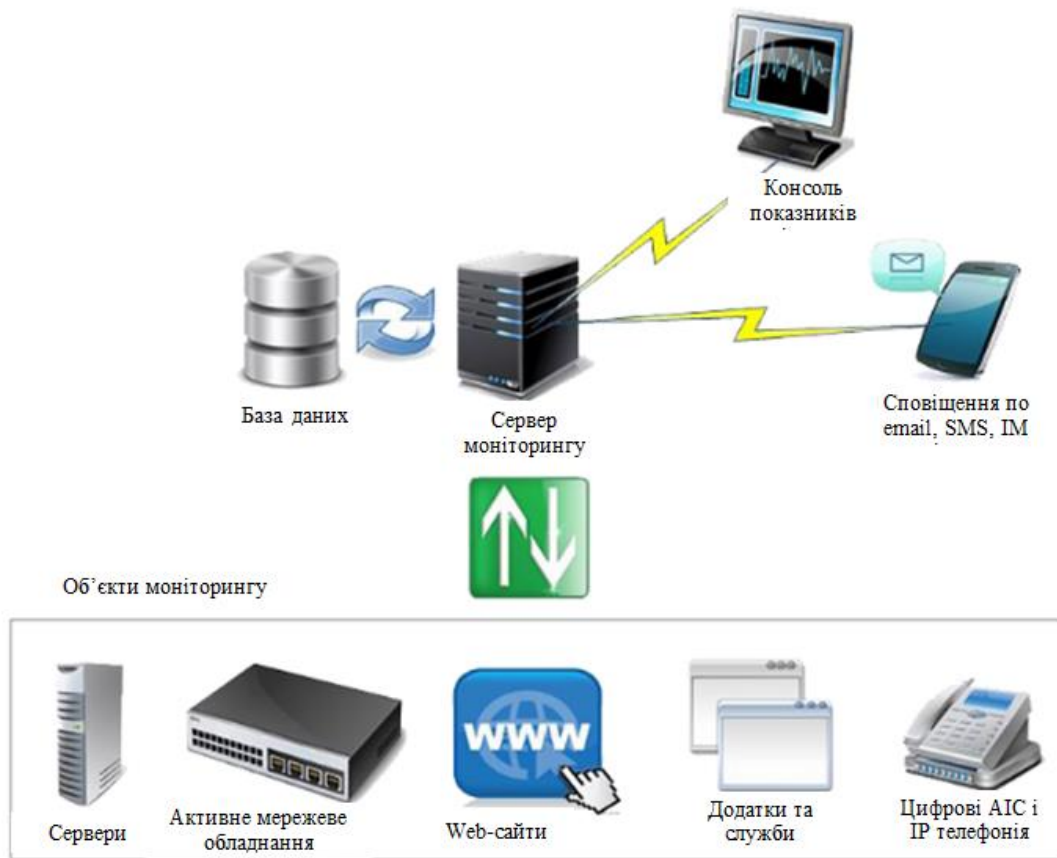 Консоль
показників
База даних
Сервер
моніторингу
Сповіщення по
email, SMS, IM
Об’єкти моніторингу
Сервери
Активне мережеве
обладнання
www
Web-сайти
Додатки та
служби
Цифрові АІС і
IP телефонія